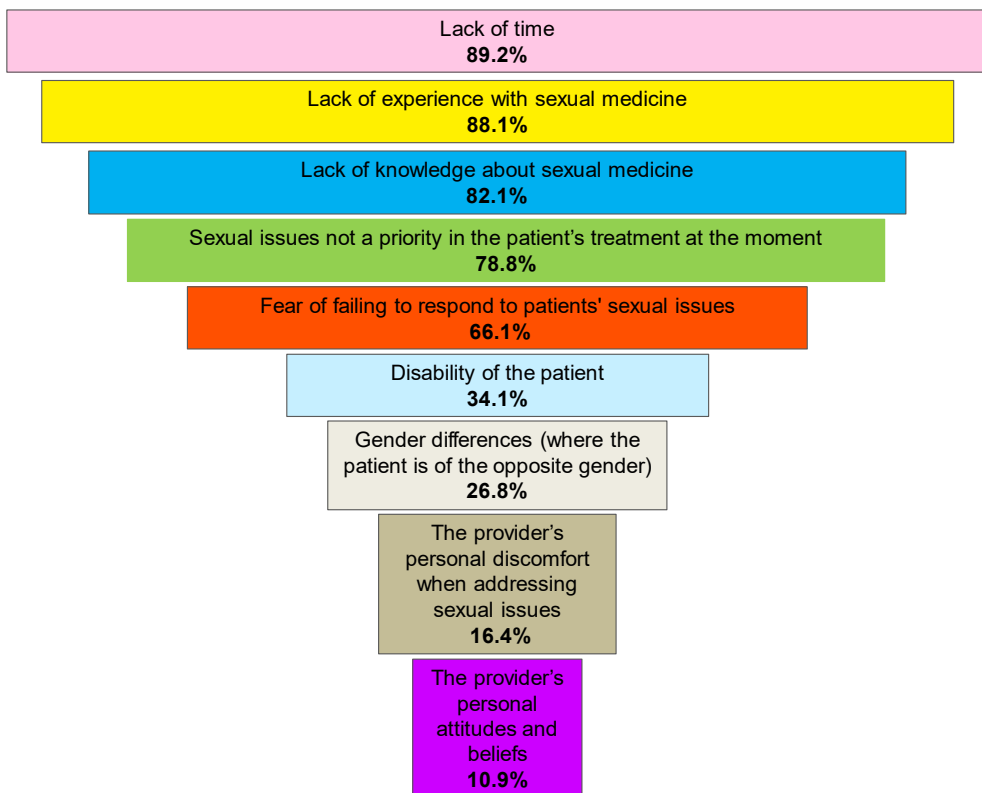 Lack of time
89.2%
Lack of experience with sexual medicine
88.1%
Lack of knowledge about sexual medicine
82.1%
Sexual issues not a priority in the patient’s treatment at the moment
78.8%
Fear of failing to respond to patients' sexual issues
66.1%
Disability of the patient
34.1%
Gender differences (where the
patient is of the opposite gender)
26.8%
The provider’s
personal discomfort
when addressing
sexual issues
16.4%
The provider’s
personal
attitudes and
beliefs
10.9%